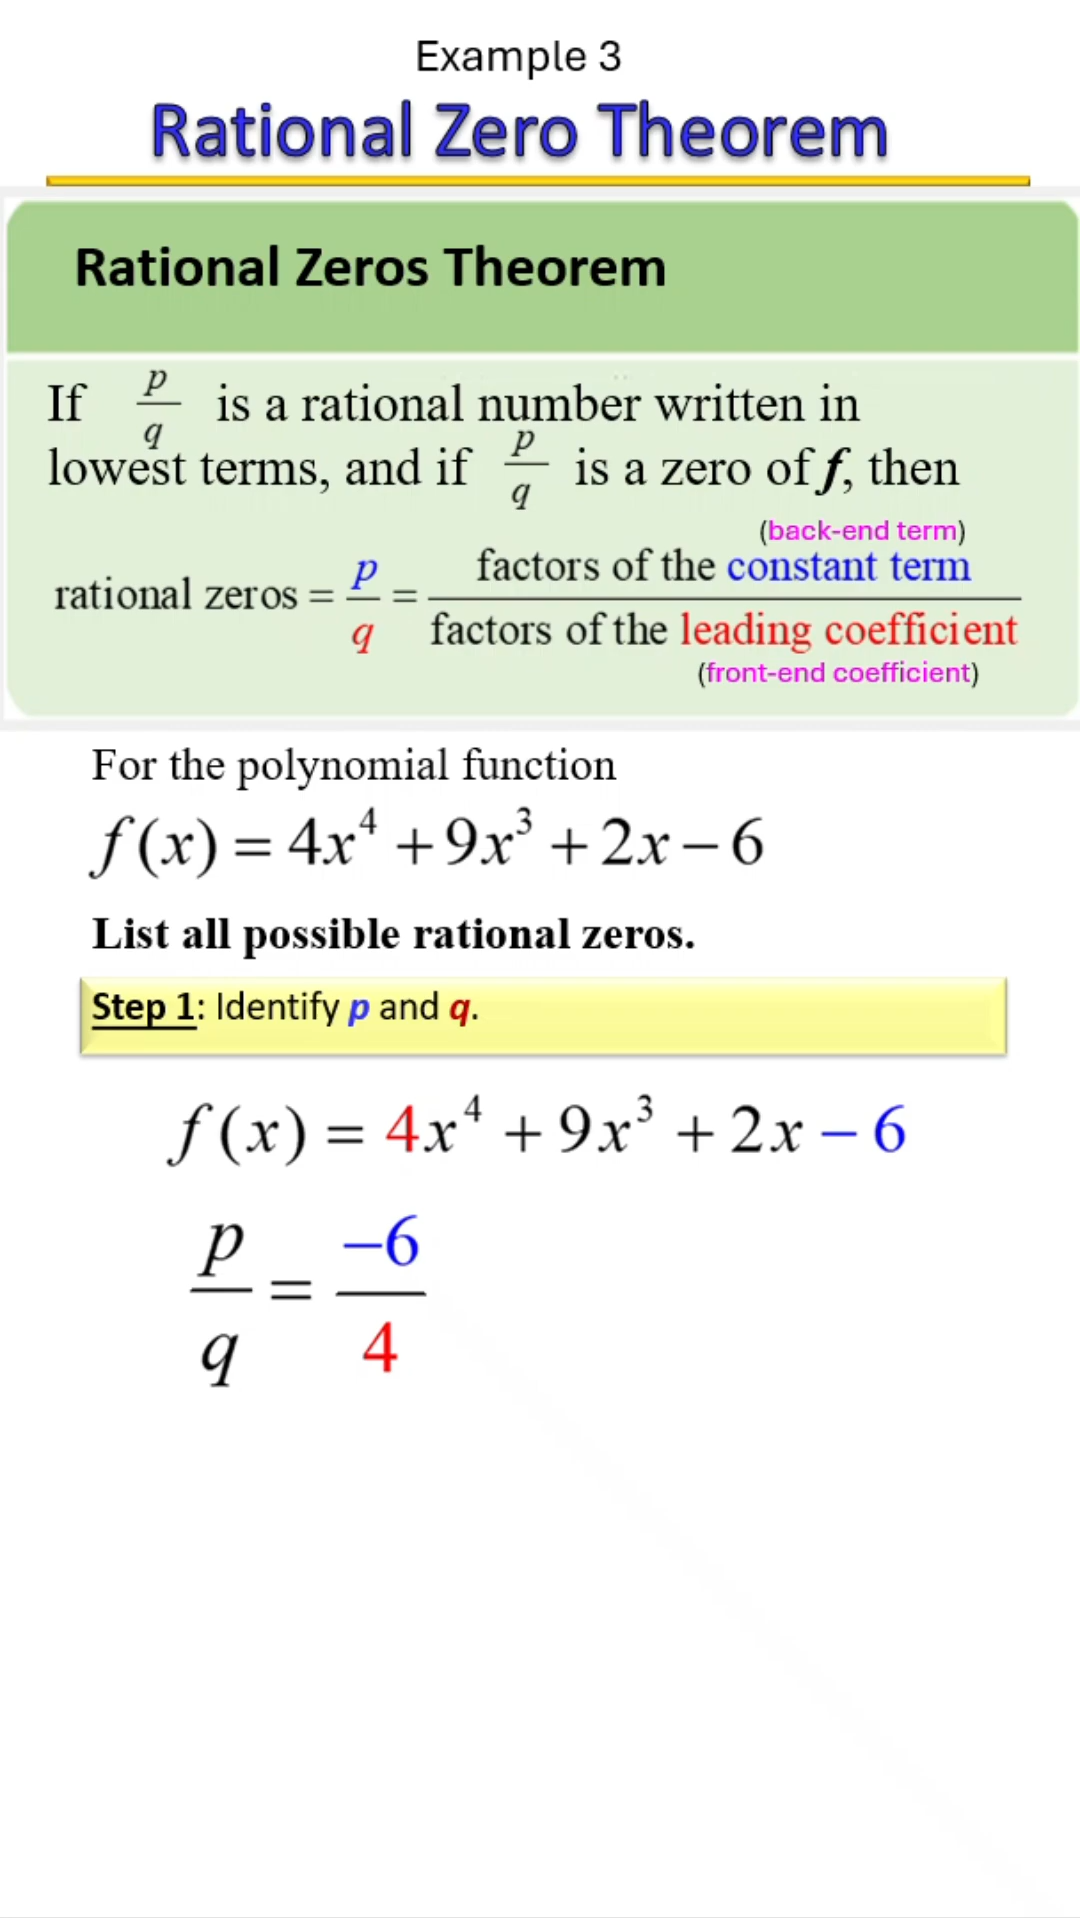 Example 3
Rational Zero Theorem
Rational Zeros Theorem
If p/q is a rational number written in
lowest terms, and if p/q is a zero of f, then
(back-end term)
rational zeros = p/q = factors of the constant term / factors of the leading coefficient
(front-end coefficient)
For the polynomial function
f(x) = 4x⁴ + 9x³ + 2x − 6
List all possible rational zeros.
Step 1: Identify p and q.
f(x) = 4x⁴ + 9x³ + 2x − 6
p/q = −6/4